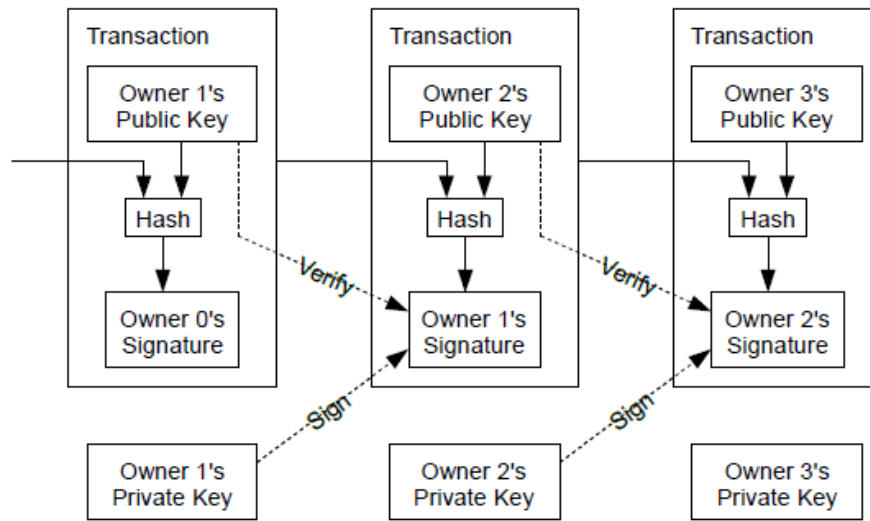 Transaction
Transaction
Transaction
Owner 1's
Public Key
Owner 2's
Public Key
Owner 3's
Public Key
Hash
Hash
Hash
Verify
Verify
Owner 0's
Signature
Owner 1's
Signature
Owner 2's
Signature
Sign
Sign
Owner 1's
Private Key
Owner 2's
Private Key
Owner 3's
Private Key